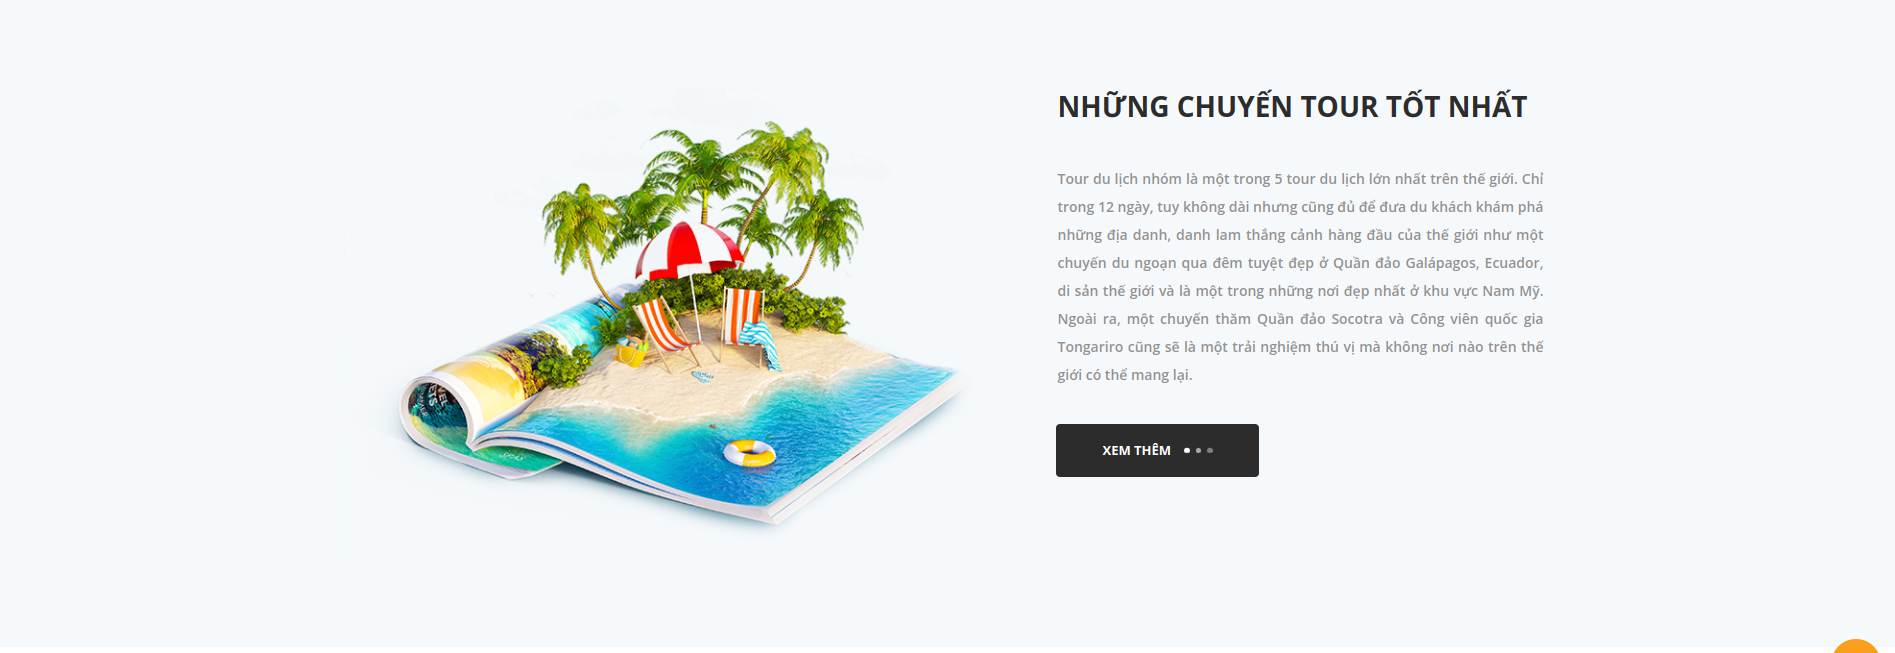 NHỮNG CHUYẾN TOUR TỐT NHẤT
Tour du lịch nhóm là một trong 5 tour du lịch lớn nhất trên thế giới. Chỉ
trong 12 ngày, tuy không dài nhưng cũng đủ để đưa du khách khám phá
những địa danh, danh lam thắng cảnh hàng đầu của thế giới như một
chuyến du ngoạn qua đêm tuyệt đẹp ở Quần đảo Galápagos, Ecuador,
di sản thế giới và là một trong những nơi đẹp nhất ở khu vực Nam Mỹ.
Ngoài ra, một chuyến thăm Quần đảo Socotra và Công viên quốc gia
Tongariro cũng sẽ là một trải nghiệm thú vị mà không nơi nào trên thế
giới có thể mang lại.
XEM THÊM